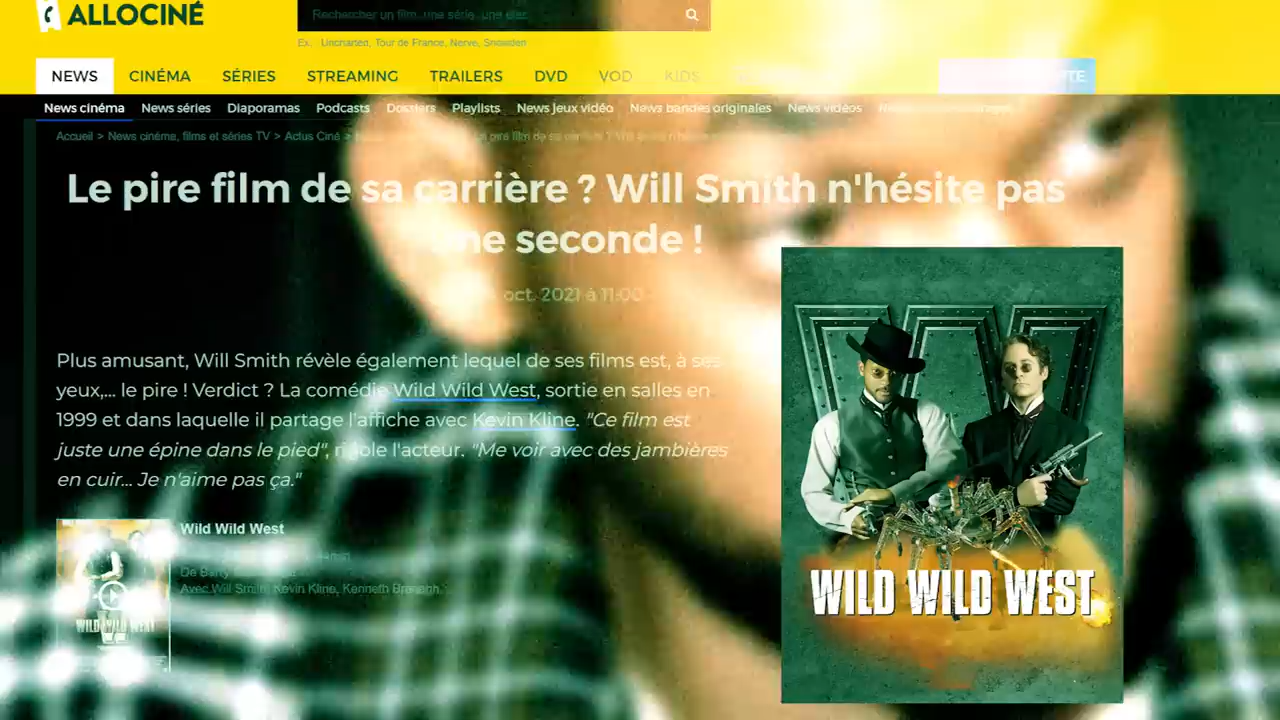 ALLOCINÉ
Rechercher un film, une série, une star
Ex. : Uncharted, Tour de France, Nerve, Snowden
NEWS CINÉMA SÉRIES STREAMING TRAILERS DVD VOD KIDS
News cinéma News séries Diaporamas Podcasts Dossiers Playlists News jeux vidéo News bandes originales News vidéos
Accueil > News cinéma, films et séries TV > Actus Ciné >
Le pire film de sa carrière ? Will Smith n'hésite pas
une seconde !
oct. 2021 à 11:00
Plus amusant, Will Smith révèle également lequel de ses films est, à ses
yeux,... le pire ! Verdict ? La comédie Wild Wild West, sortie en salles en
1999 et dans laquelle il partage l'affiche avec Kevin Kline. "Ce film est
juste une épine dans le pied", rigole l'acteur. "Me voir avec des jambières
en cuir... Je n'aime pas ça."
Wild Wild West
De Barry
Avec Will Smith, Kevin Kline, Kenneth Branagh,
WILD WILD WEST
WILD WILD WEST